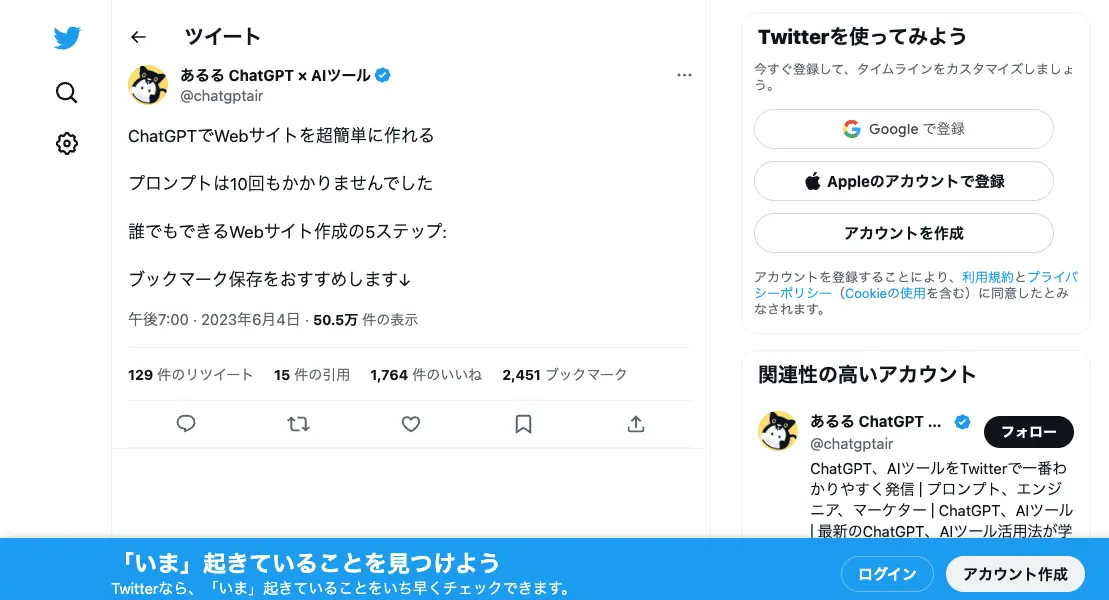 ツイート
あるる ChatGPT × AIツール
@chatgptair
ChatGPTでWebサイトを超簡単に作れる
プロンプトは10回もかかりませんでした
誰でもできるWebサイト作成の5ステップ:
ブックマーク保存をおすすめします↓
午後7:00 · 2023年6月4日 · 50.5万 件の表示
129 件のリツイート 15 件の引用 1,764 件のいいね 2,451 ブックマーク
Twitterを使ってみよう
今すぐ登録して、タイムラインをカスタマイズしましょ
う。
Google で登録
Appleのアカウントで登録
アカウントを作成
アカウントを登録することにより、利用規約とプライバ
シーポリシー（Cookieの使用を含む）に同意したとみ
なされます。
関連性の高いアカウント
あるる ChatGPT ...
@chatgptair
フォロー
ChatGPT、AIツールをTwitterで一番わ
かりやすく発信 | プロンプト、エンジ
ニア、マーケター | ChatGPT、AIツール
| 最新のChatGPT、AIツール活用法が学
「いま」起きていることを見つけよう
Twitterなら、「いま」起きていることをいち早くチェックできます。
ログイン
アカウント作成